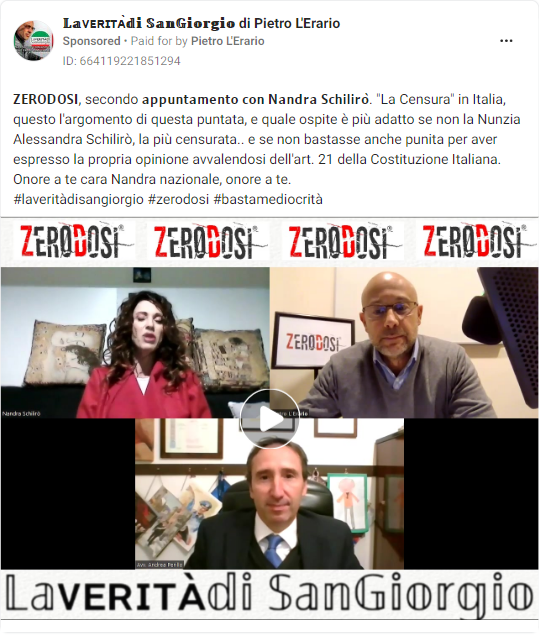 LaVERITÀdi SanGiorgio di Pietro L'Erario
Sponsored • Paid for by Pietro L'Erario
ID: 664119221851294
ZERODOSI, secondo appuntamento con Nandra Schilirò. "La Censura" in Italia,
questo l'argomento di questa puntata, e quale ospite è più adatto se non la Nunzia
Alessandra Schilirò, la più censurata.. e se non bastasse anche punita per aver
espresso la propria opinione avvalendosi dell'art. 21 della Costituzione Italiana.
Onore a te cara Nandra nazionale, onore a te.
#laveritàdisangiorgio #zerodosi #bastamediocrità
ZERODOSI® ZERODOSI® ZERODOSI® ZERODOSI®
ZERODOSI
Nandra Schilirò
L'Erario
Avv. Andrea Perillo
LaVERITÀdi SanGiorgio